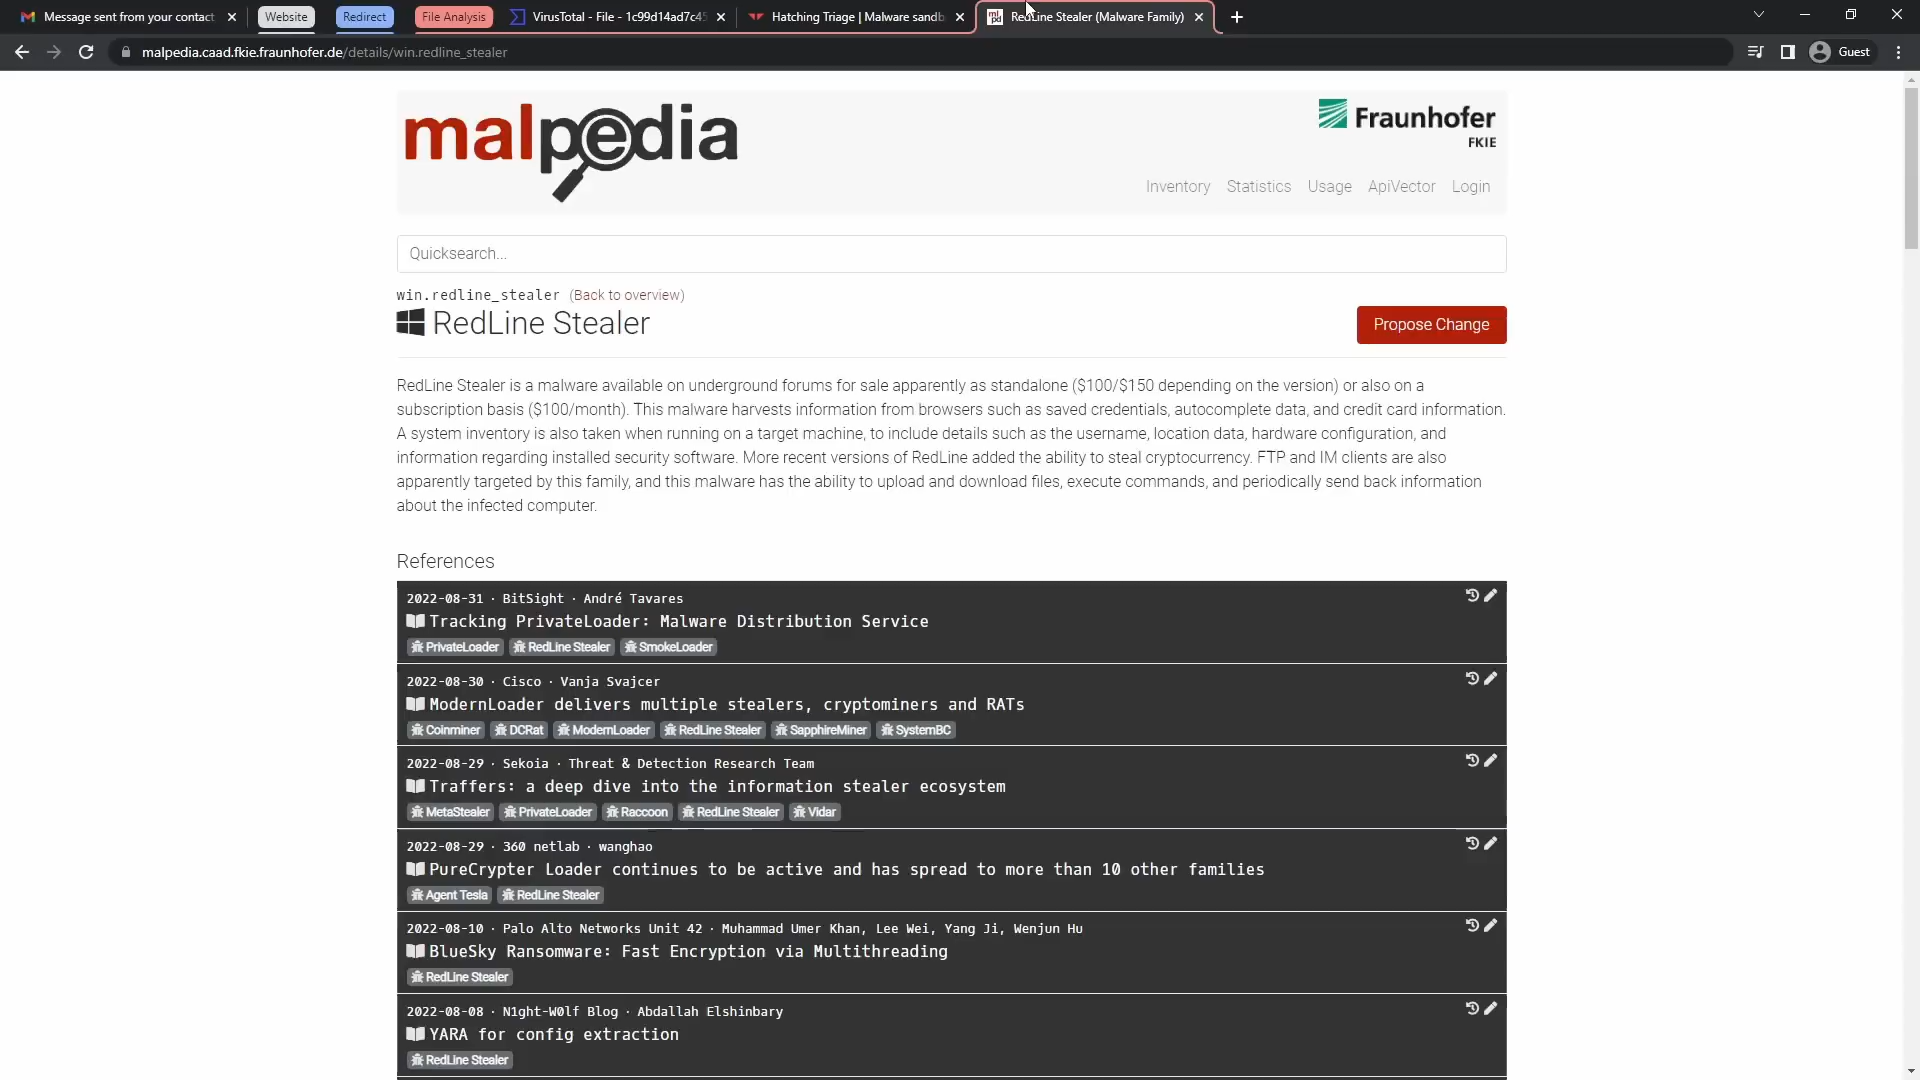 Message sent from your contact
Website
Redirect
File Analysis
VirusTotal - File - 1c99d14ad7c45
Hatching Triage | Malware sandb
RedLine Stealer (Malware Family)
malpedia.caad.fkie.fraunhofer.de/details/win.redline_stealer
Guest
malpedia
Fraunhofer
FKIE
Inventory Statistics Usage ApiVector Login
Quicksearch...
win.redline_stealer (Back to overview)
RedLine Stealer
Propose Change
RedLine Stealer is a malware available on underground forums for sale apparently as standalone ($100/$150 depending on the version) or also on a
subscription basis ($100/month). This malware harvests information from browsers such as saved credentials, autocomplete data, and credit card information.
A system inventory is also taken when running on a target machine, to include details such as the username, location data, hardware configuration, and
information regarding installed security software. More recent versions of RedLine added the ability to steal cryptocurrency. FTP and IM clients are also
apparently targeted by this family, and this malware has the ability to upload and download files, execute commands, and periodically send back information
about the infected computer.
References
2022-08-31 · BitSight · André Tavares
Tracking PrivateLoader: Malware Distribution Service
PrivateLoader RedLine Stealer SmokeLoader
2022-08-30 · Cisco · Vanja Svajcer
ModernLoader delivers multiple stealers, cryptominers and RATs
Coinminer DCRat ModernLoader RedLine Stealer SapphireMiner SystemBC
2022-08-29 · Sekoia · Threat & Detection Research Team
Traffers: a deep dive into the information stealer ecosystem
MetaStealer PrivateLoader Raccoon RedLine Stealer Vidar
2022-08-29 · 360 netlab · wanghao
PureCrypter Loader continues to be active and has spread to more than 10 other families
Agent Tesla RedLine Stealer
2022-08-10 · Palo Alto Networks Unit 42 · Muhammad Umer Khan, Lee Wei, Yang Ji, Wenjun Hu
BlueSky Ransomware: Fast Encryption via Multithreading
RedLine Stealer
2022-08-08 · N1ght-W0lf Blog · Abdallah Elshinbary
YARA for config extraction
RedLine Stealer